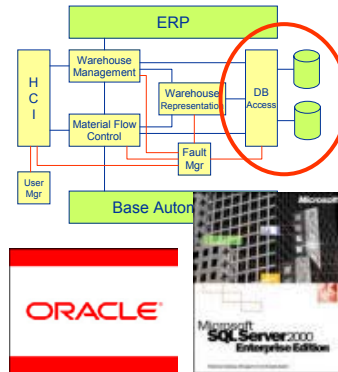 ERP
Warehouse
Management
H
C
I
Warehouse
Representation
DB
Access
Material Flow
Control
Fault
Mgr
User
Mgr
Base Autom
Microsoft
ORACLE
Microsoft
SQL Server 2000
Enterprise Edition